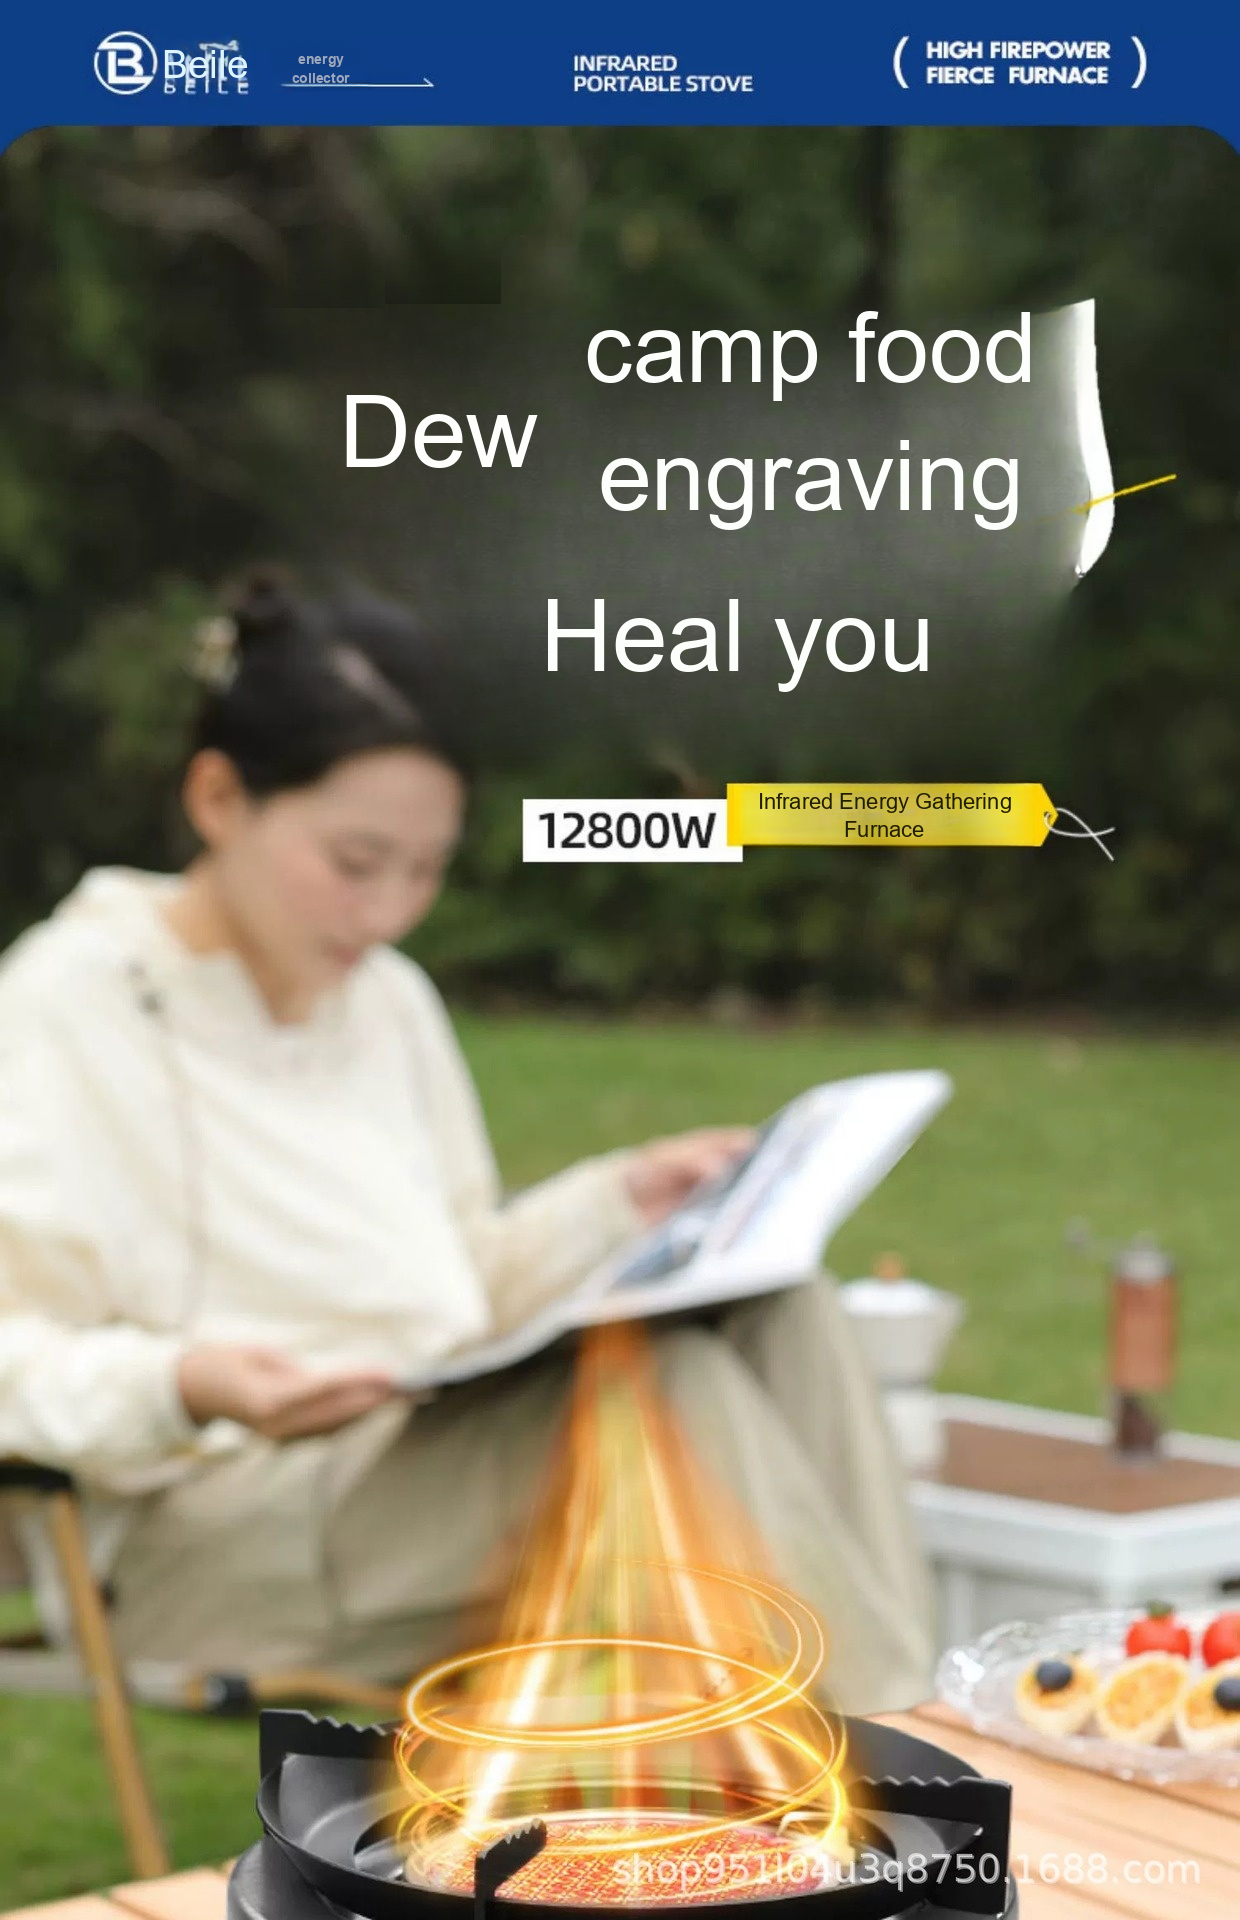 Beile
BEILE
energy
collector
INFRARED
PORTABLE STOVE
( HIGH FIREPOWER
FIERCE FURNACE )
camp food
Dew
engraving
Heal you
12800W
Infrared Energy Gathering
Furnace
shop951l04u3q8750.1688.com